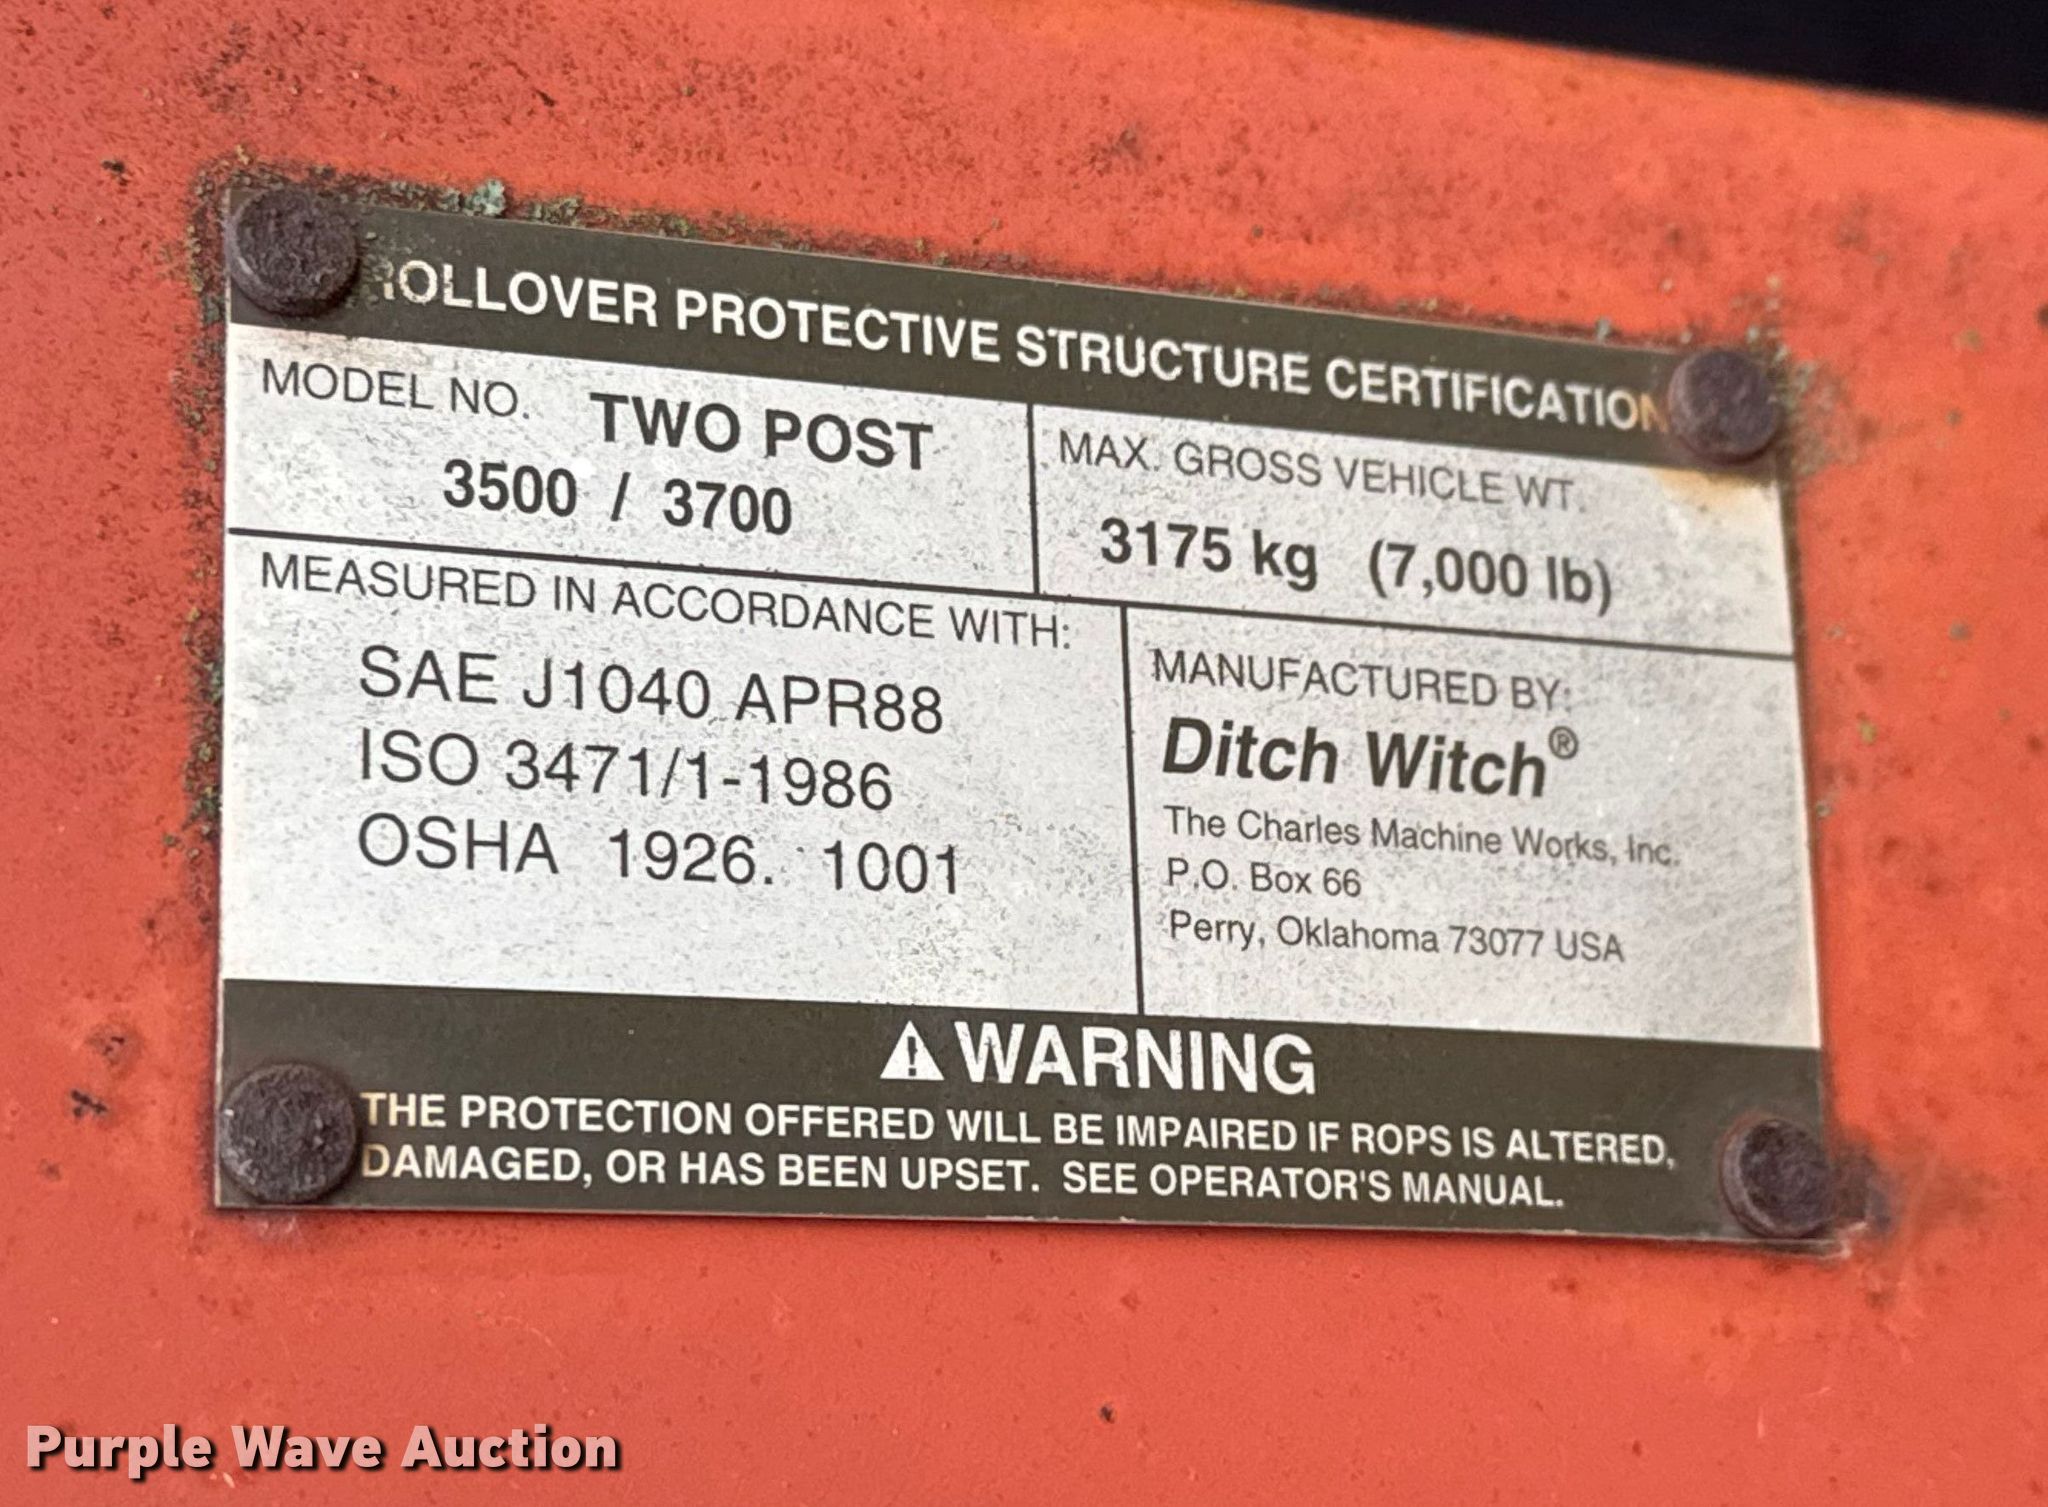 ROLLOVER PROTECTIVE STRUCTURE CERTIFICATION
MODEL NO. TWO POST
3500 / 3700
MAX. GROSS VEHICLE WT.
3175 kg (7,000 lb)
MEASURED IN ACCORDANCE WITH:
SAE J1040 APR88
ISO 3471/1-1986
OSHA 1926. 1001
MANUFACTURED BY:
Ditch Witch®
The Charles Machine Works, Inc.
P.O. Box 66
Perry, Oklahoma 73077 USA
⚠ WARNING
THE PROTECTION OFFERED WILL BE IMPAIRED IF ROPS IS ALTERED,
DAMAGED, OR HAS BEEN UPSET. SEE OPERATOR'S MANUAL.
Purple Wave Auction